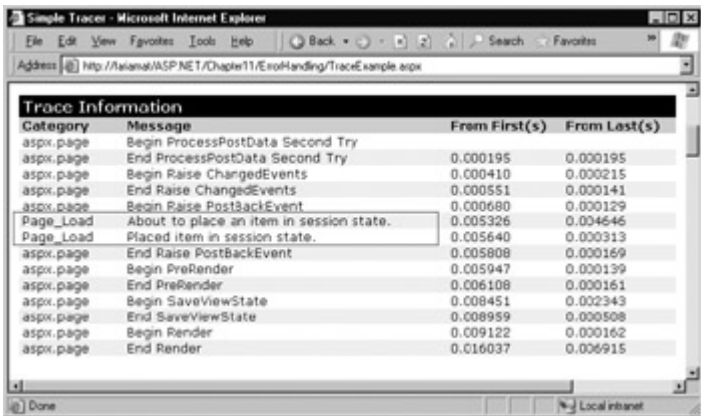 Simple Tracer - Microsoft Internet Explorer
File Edit View Favorites Tools Help Back Search Favorites »
Address http://fariamat/ASP.NET/Chapter11/ErrorHandling/TraceExample.aspx
Trace Information
Category Message From First(s) From Last(s)
aspx.page Begin ProcessPostData Second Try
aspx.page End ProcessPostData Second Try 0.000195 0.000195
aspx.page Begin Raise ChangedEvents 0.000410 0.000215
aspx.page End Raise ChangedEvents 0.000551 0.000141
aspx.page Begin Raise PostBackEvent 0.000680 0.000129
Page_Load About to place an item in session state. 0.005326 0.004646
Page_Load Placed item in session state. 0.005640 0.000313
aspx.page End Raise PostBackEvent 0.005808 0.000169
aspx.page Begin PreRender 0.005947 0.000139
aspx.page End PreRender 0.006108 0.000161
aspx.page Begin SaveViewState 0.008451 0.002343
aspx.page End SaveViewState 0.008959 0.000508
aspx.page Begin Render 0.009122 0.000162
aspx.page End Render 0.016037 0.006915
Done Local intranet